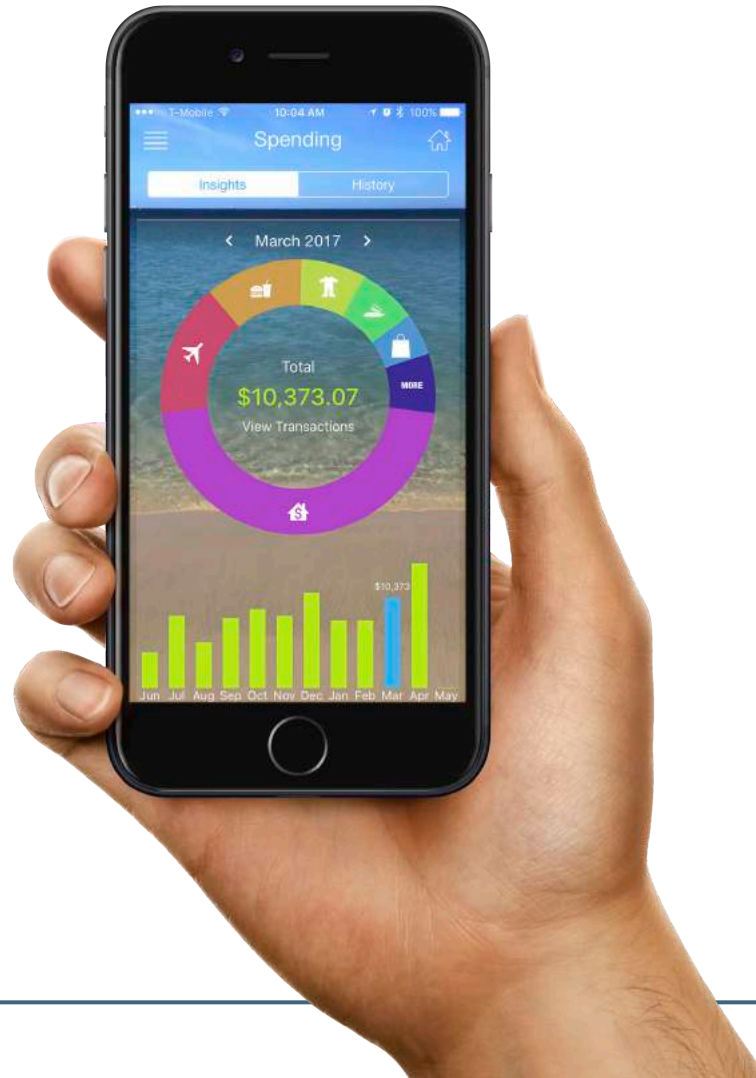 T-Mobile 10:04 AM 100%
Spending
Insights History
< March 2017 >
MORE
Total
$10,373.07
View Transactions
$
$10,373
Jun Jul Aug Sep Oct Nov Dec Jan Feb Mar Apr May